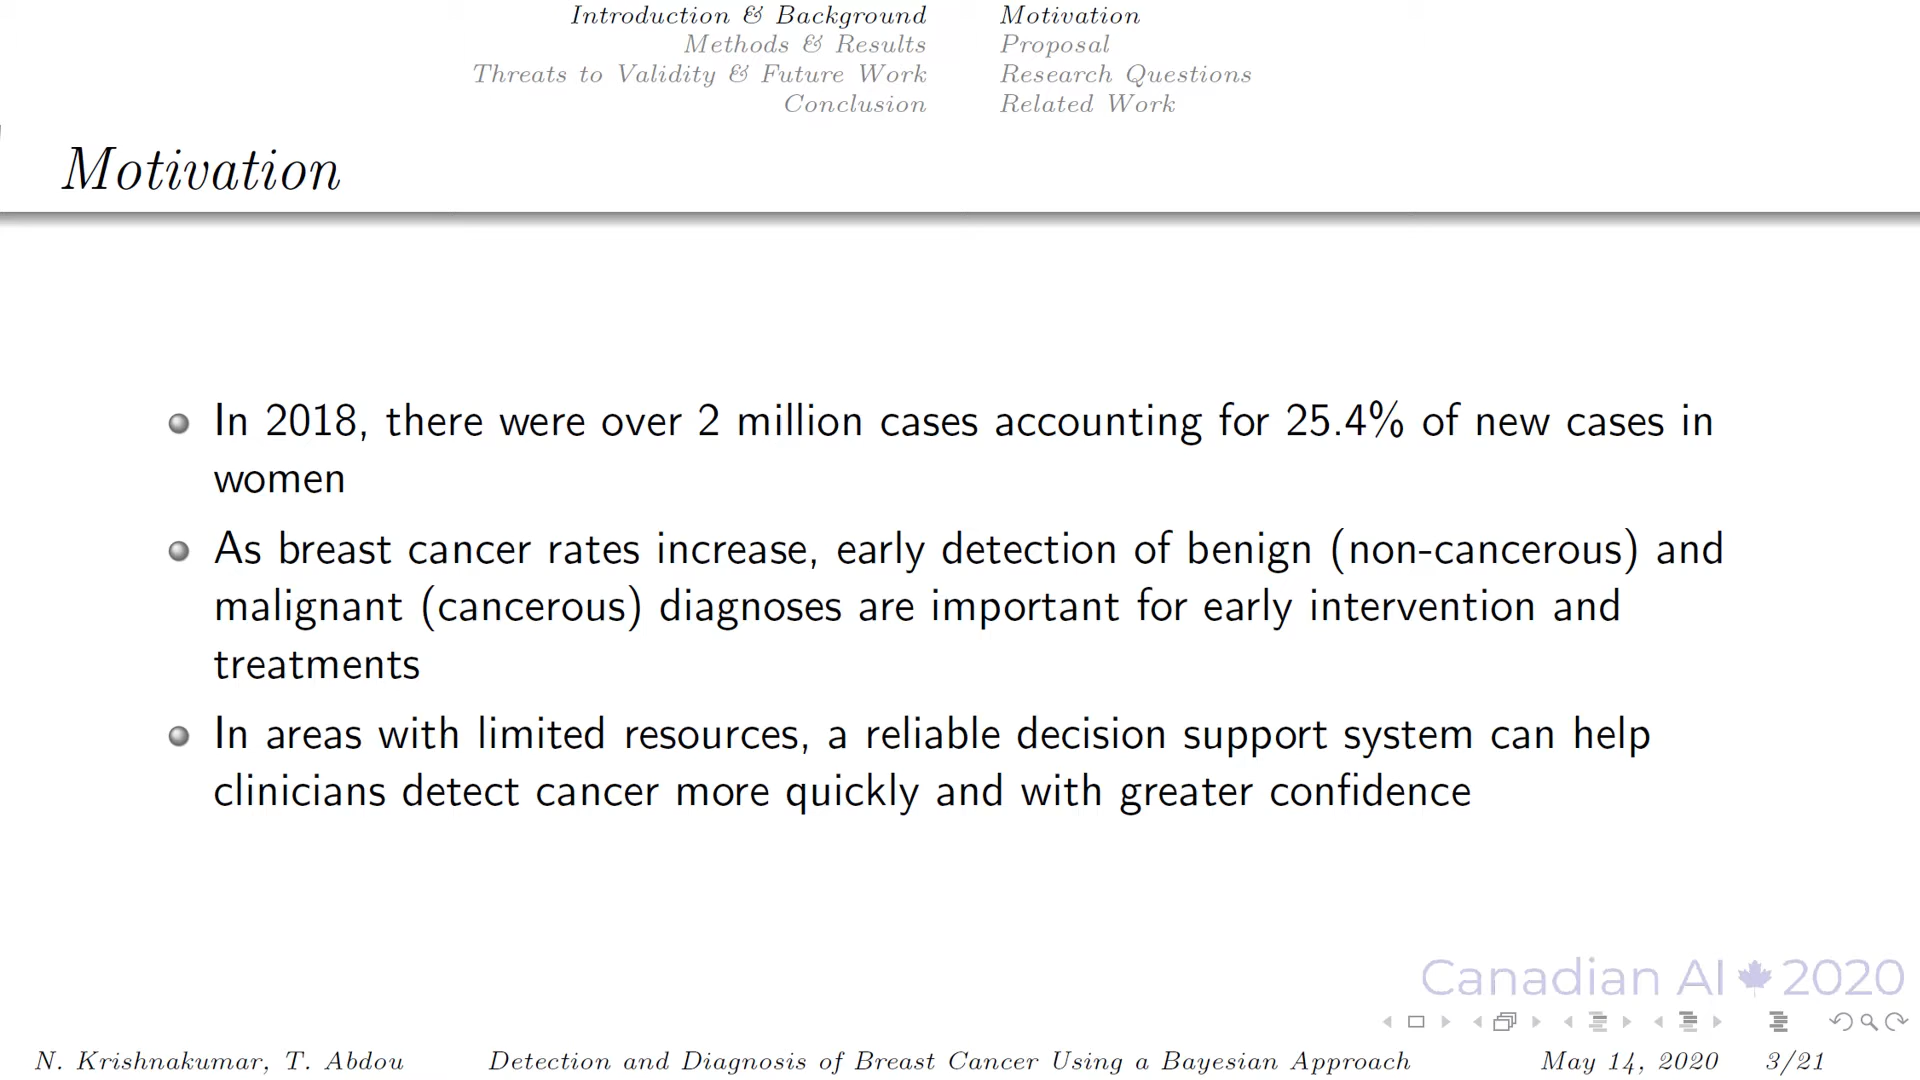 Introduction & Background
Methods & Results
Threats to Validity & Future Work
Conclusion
Motivation
Proposal
Research Questions
Related Work
Motivation
In 2018, there were over 2 million cases accounting for 25.4% of new cases in
women
As breast cancer rates increase, early detection of benign (non-cancerous) and
malignant (cancerous) diagnoses are important for early intervention and
treatments
In areas with limited resources, a reliable decision support system can help
clinicians detect cancer more quickly and with greater confidence
Canadian AI 2020
N. Krishnakumar, T. Abdou Detection and Diagnosis of Breast Cancer Using a Bayesian Approach May 14, 2020 3/21